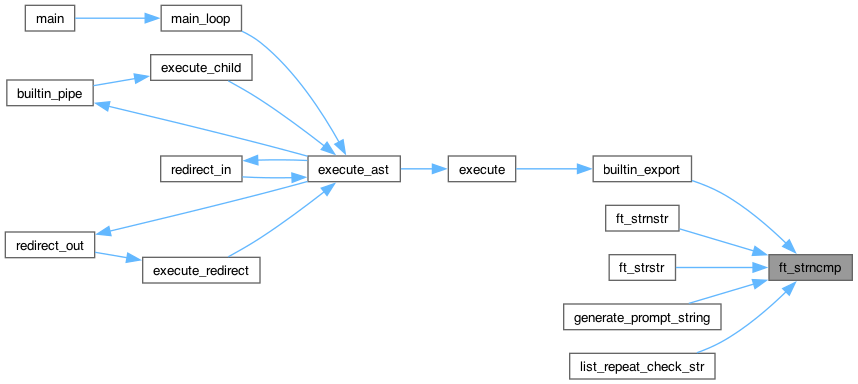 main
main_loop
execute_child
builtin_pipe
redirect_in
execute_ast
execute
builtin_export
ft_strnstr
redirect_out
execute_redirect
ft_strstr
ft_strncmp
generate_prompt_string
list_repeat_check_str